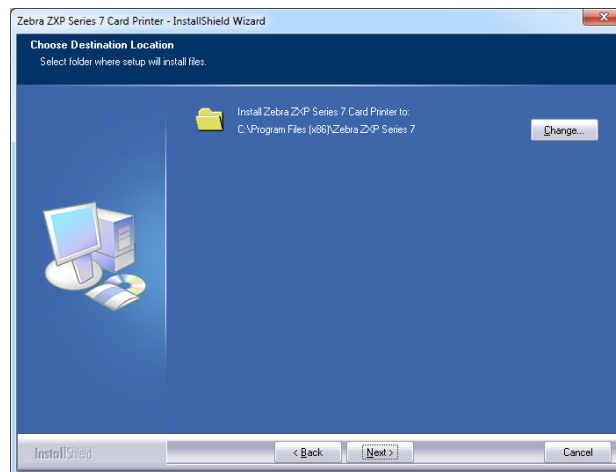 Zebra ZXP Series 7 Card Printer - InstallShield Wizard
Choose Destination Location
Select folder where setup will install files.
Install Zebra ZXP Series 7 Card Printer to:
C:\Program Files (x86)\Zebra ZXP Series 7
Change...
InstallShield
< Back
Next >
Cancel